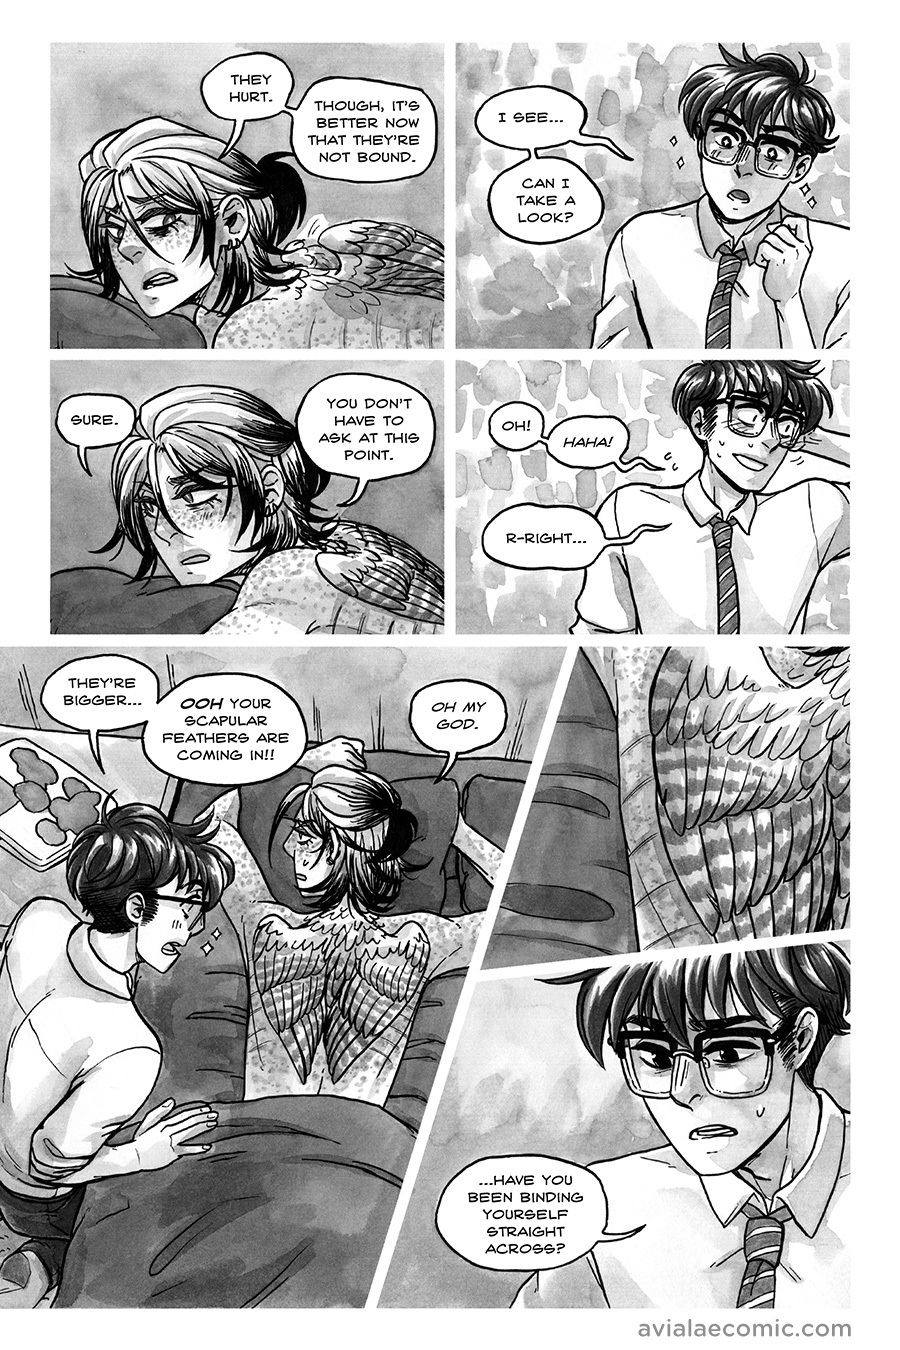 THEY
HURT.
THOUGH, IT'S
BETTER NOW
THAT THEY'RE
NOT BOUND.
I SEE...
CAN I
TAKE A
LOOK?
SURE.
YOU DON'T
HAVE TO
ASK AT THIS
POINT.
OH!
HAHA!
R-RIGHT...
THEY'RE
BIGGER...
OOH YOUR
SCAPULAR
FEATHERS ARE
COMING IN!!
OH MY
GOD.
...HAVE YOU
BEEN BINDING
YOURSELF
STRAIGHT
ACROSS?
avialaecomic.com